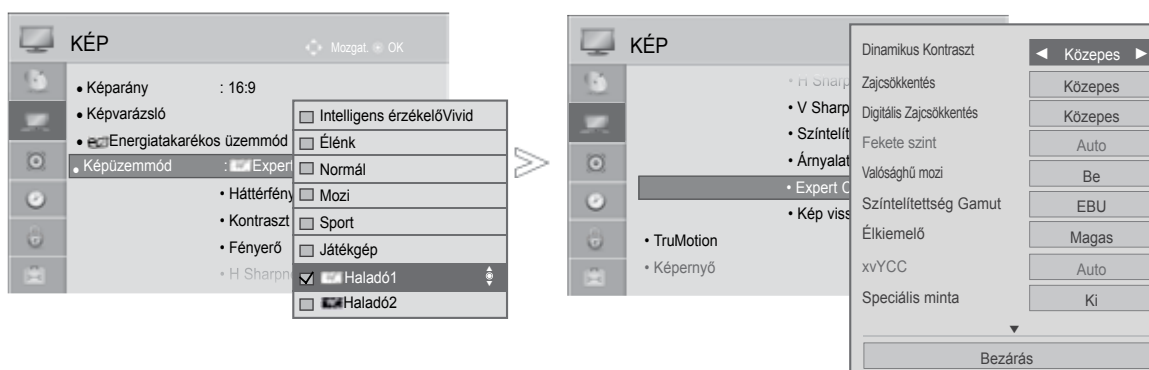 KÉP
Mozgat. OK
• Képarány : 16:9
• Képvarázsló
• Energiatakarékos üzemmód
• Képüzemmód : Expert
• Háttérfény
• Kontraszt
• Fényerő
• H Sharpn
Intelligens érzékelőVivid
Élénk
Normál
Mozi
Sport
Játékgép
Haladó1
Haladó2
KÉP
• H Sharp
• V Sharp
• Színtelít
• Árnyalat
• Expert C
• Kép viss
• TruMotion
• Képernyő
Dinamikus Kontraszt ◄ Közepes ►
Zajcsökkentés Közepes
Digitális Zajcsökkentés Közepes
Fekete szint Auto
Valósághű mozi Be
Színtelítettség Gamut EBU
Élkiemelő Magas
xvYCC Auto
Speciális minta Ki
▼
Bezárás